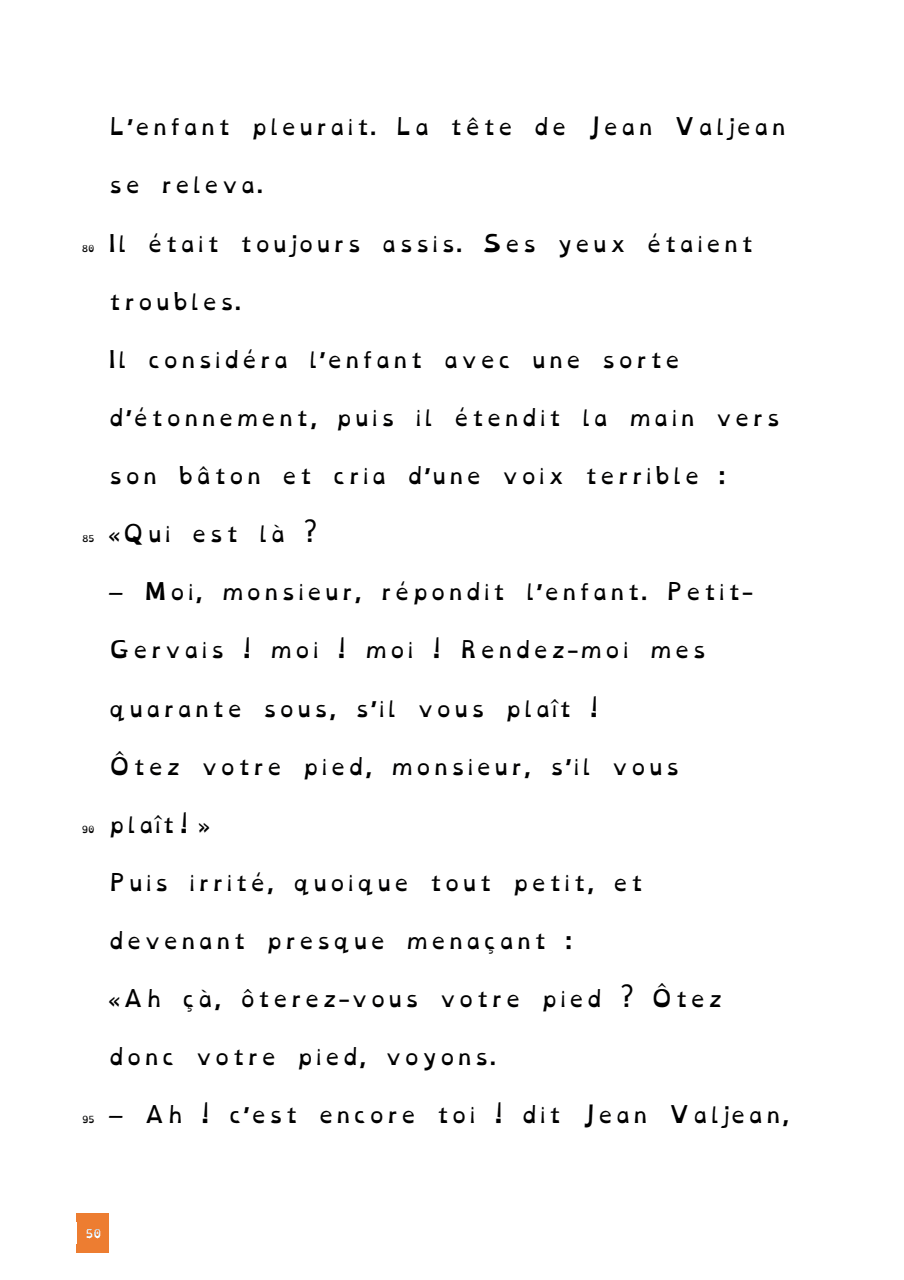 L'enfant pleurait. La tête de Jean Valjean
se releva.
80 Il était toujours assis. Ses yeux étaient
troubles.
Il considéra l'enfant avec une sorte
d'étonnement, puis il étendit la main vers
son bâton et cria d'une voix terrible :
85 «Qui est là ?
– Moi, monsieur, répondit l'enfant. Petit-
Gervais ! moi ! moi ! Rendez-moi mes
quarante sous, s'il vous plaît !
Ôtez votre pied, monsieur, s'il vous
90 plaît! »
Puis irrité, quoique tout petit, et
devenant presque menaçant :
«Ah çà, ôterez-vous votre pied ? Ôtez
donc votre pied, voyons.
95 – Ah ! c'est encore toi ! dit Jean Valjean,
50